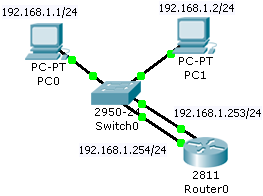 192.168.1.1/24
192.168.1.2/24
PC-PT
PC0
PC-PT
PC1
2950-24
Switch0
192.168.1.253/24
192.168.1.254/24
2811
Router0